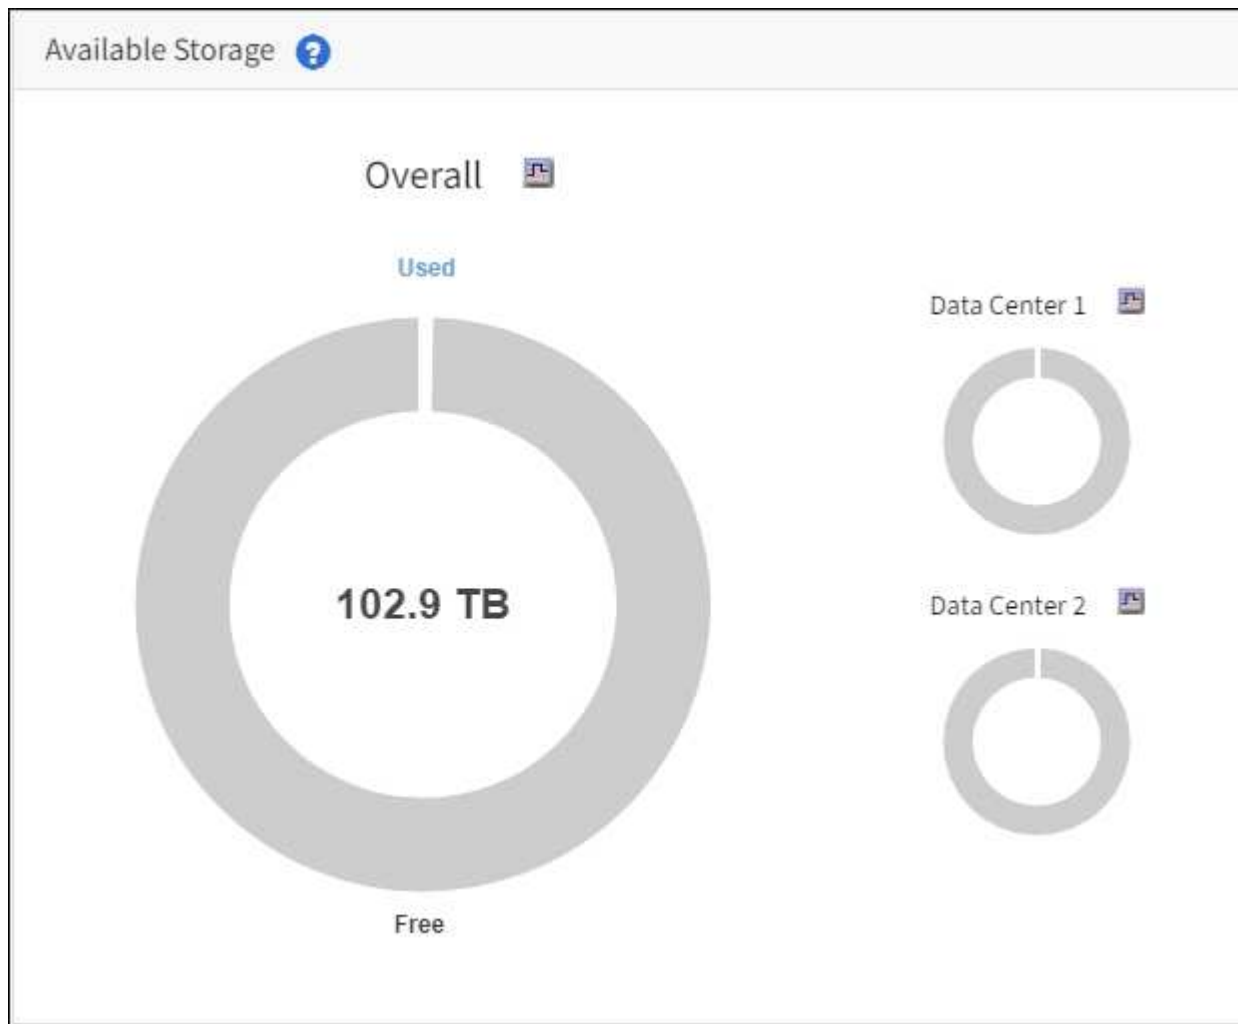 Available Storage ?
Overall
Used
102.9 TB
Free
Data Center 1
Data Center 2